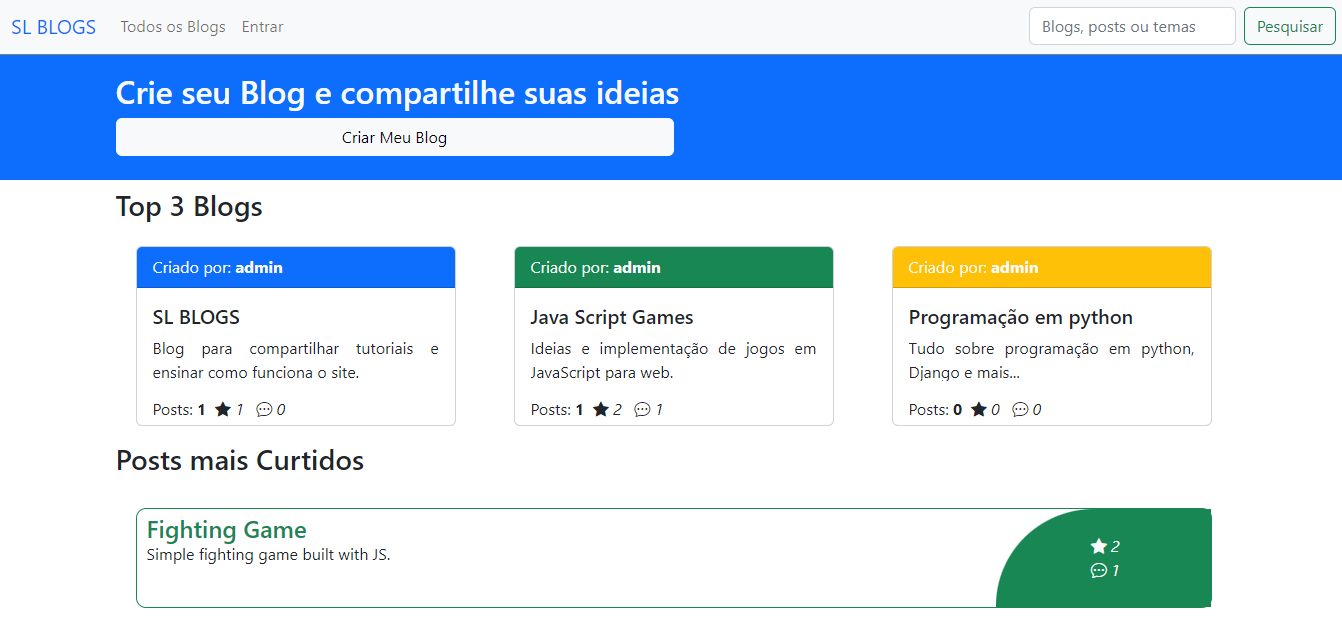 SL BLOGS Todos os Blogs Entrar Blogs, posts ou temas Pesquisar
Crie seu Blog e compartilhe suas ideias
Criar Meu Blog
Top 3 Blogs
Criado por: admin
SL BLOGS
Blog para compartilhar tutoriais e
ensinar como funciona o site.
Posts: 1 1 0
Criado por: admin
Java Script Games
Ideias e implementação de jogos em
JavaScript para web.
Posts: 1 2 1
Criado por: admin
Programação em python
Tudo sobre programação em python,
Django e mais...
Posts: 0 0 0
Posts mais Curtidos
Fighting Game
Simple fighting game built with JS.
2
1